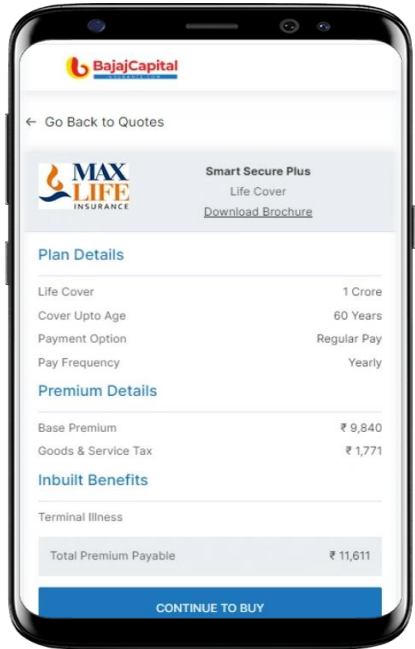 BajajCapital
INSURANCE.COM
← Go Back to Quotes
MAX
LIFE
INSURANCE
Smart Secure Plus
Life Cover
Download Brochure
Plan Details
Life Cover 1 Crore
Cover Upto Age 60 Years
Payment Option Regular Pay
Pay Frequency Yearly
Premium Details
Base Premium ₹ 9,840
Goods & Service Tax ₹ 1,771
Inbuilt Benefits
Terminal Illness
Total Premium Payable ₹ 11,611
CONTINUE TO BUY